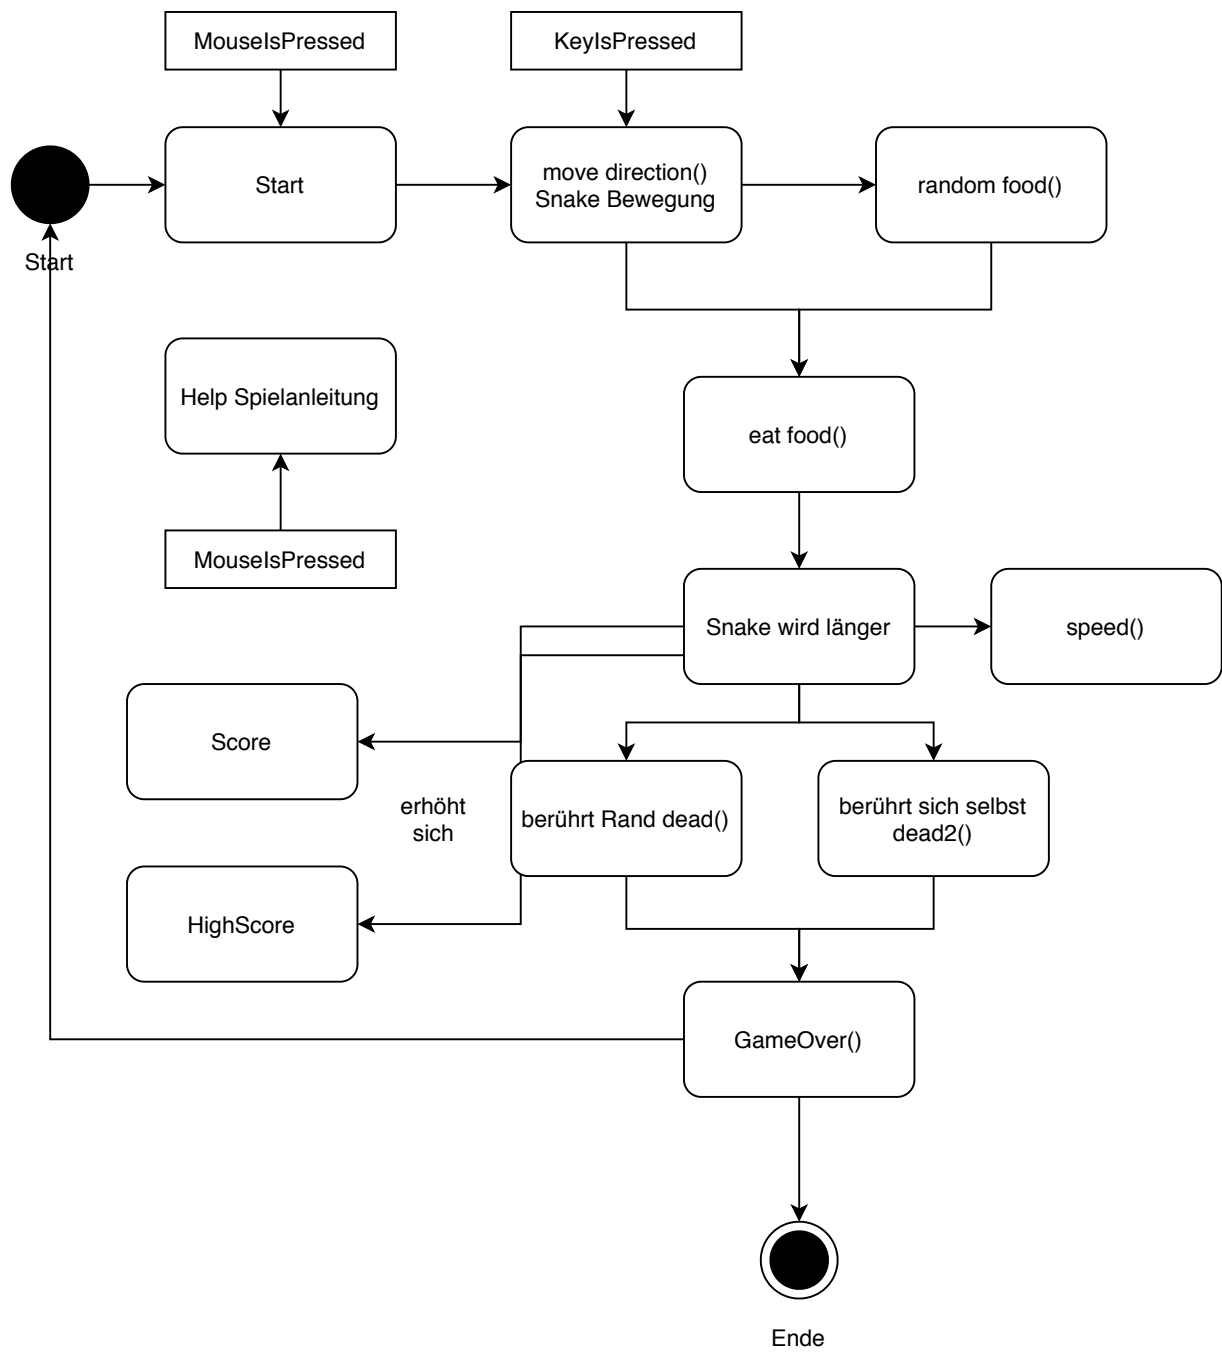 MouseIsPressed
KeyIsPressed
Start
move direction()
Snake Bewegung
random food()
Start
Help Spielanleitung
eat food()
MouseIsPressed
Snake wird länger
speed()
Score
erhöht
sich
berührt Rand dead()
berührt sich selbst
dead2()
HighScore
GameOver()
Ende